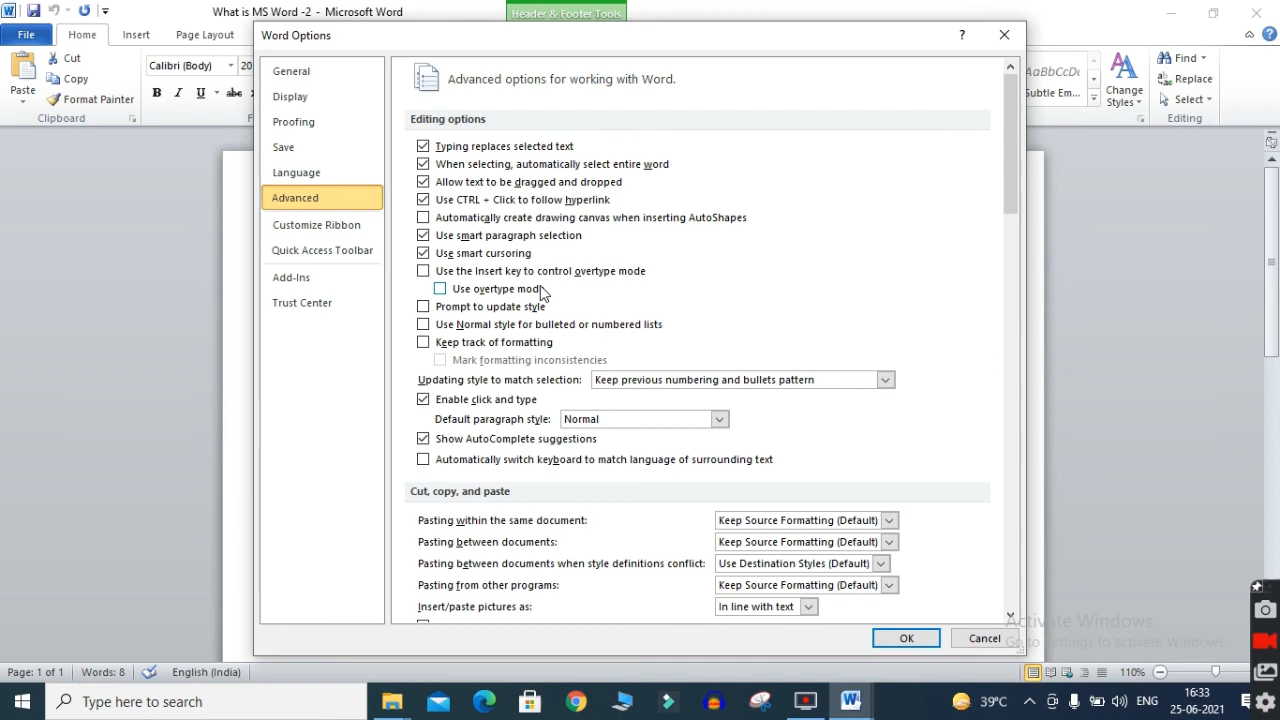 What is MS Word -2 - Microsoft Word
Header & Footer Tools
File
Home
Insert
Page Layout
Cut
Copy
Paste
Format Painter
Clipboard
Calibri (Body)
20
B I U abc
AaBbCcDc
Subtle Em...
Change Styles
Find
Replace
Select
Editing
Word Options
General
Display
Proofing
Save
Language
Advanced
Customize Ribbon
Quick Access Toolbar
Add-Ins
Trust Center
Advanced options for working with Word.
Editing options
Typing replaces selected text
When selecting, automatically select entire word
Allow text to be dragged and dropped
Use CTRL + Click to follow hyperlink
Automatically create drawing canvas when inserting AutoShapes
Use smart paragraph selection
Use smart cursoring
Use the Insert key to control overtype mode
Use overtype mode
Prompt to update style
Use Normal style for bulleted or numbered lists
Keep track of formatting
Mark formatting inconsistencies
Updating style to match selection: Keep previous numbering and bullets pattern
Enable click and type
Default paragraph style: Normal
Show AutoComplete suggestions
Automatically switch keyboard to match language of surrounding text
Cut, copy, and paste
Pasting within the same document: Keep Source Formatting (Default)
Pasting between documents: Keep Source Formatting (Default)
Pasting between documents when style definitions conflict: Use Destination Styles (Default)
Pasting from other programs: Keep Source Formatting (Default)
Insert/paste pictures as: In line with text
OK
Cancel
Activate Windows
Go to Settings to activate Windows.
Page: 1 of 1
Words: 8
English (India)
110%
Type here to search
39°C
ENG
16:33
25-06-2021